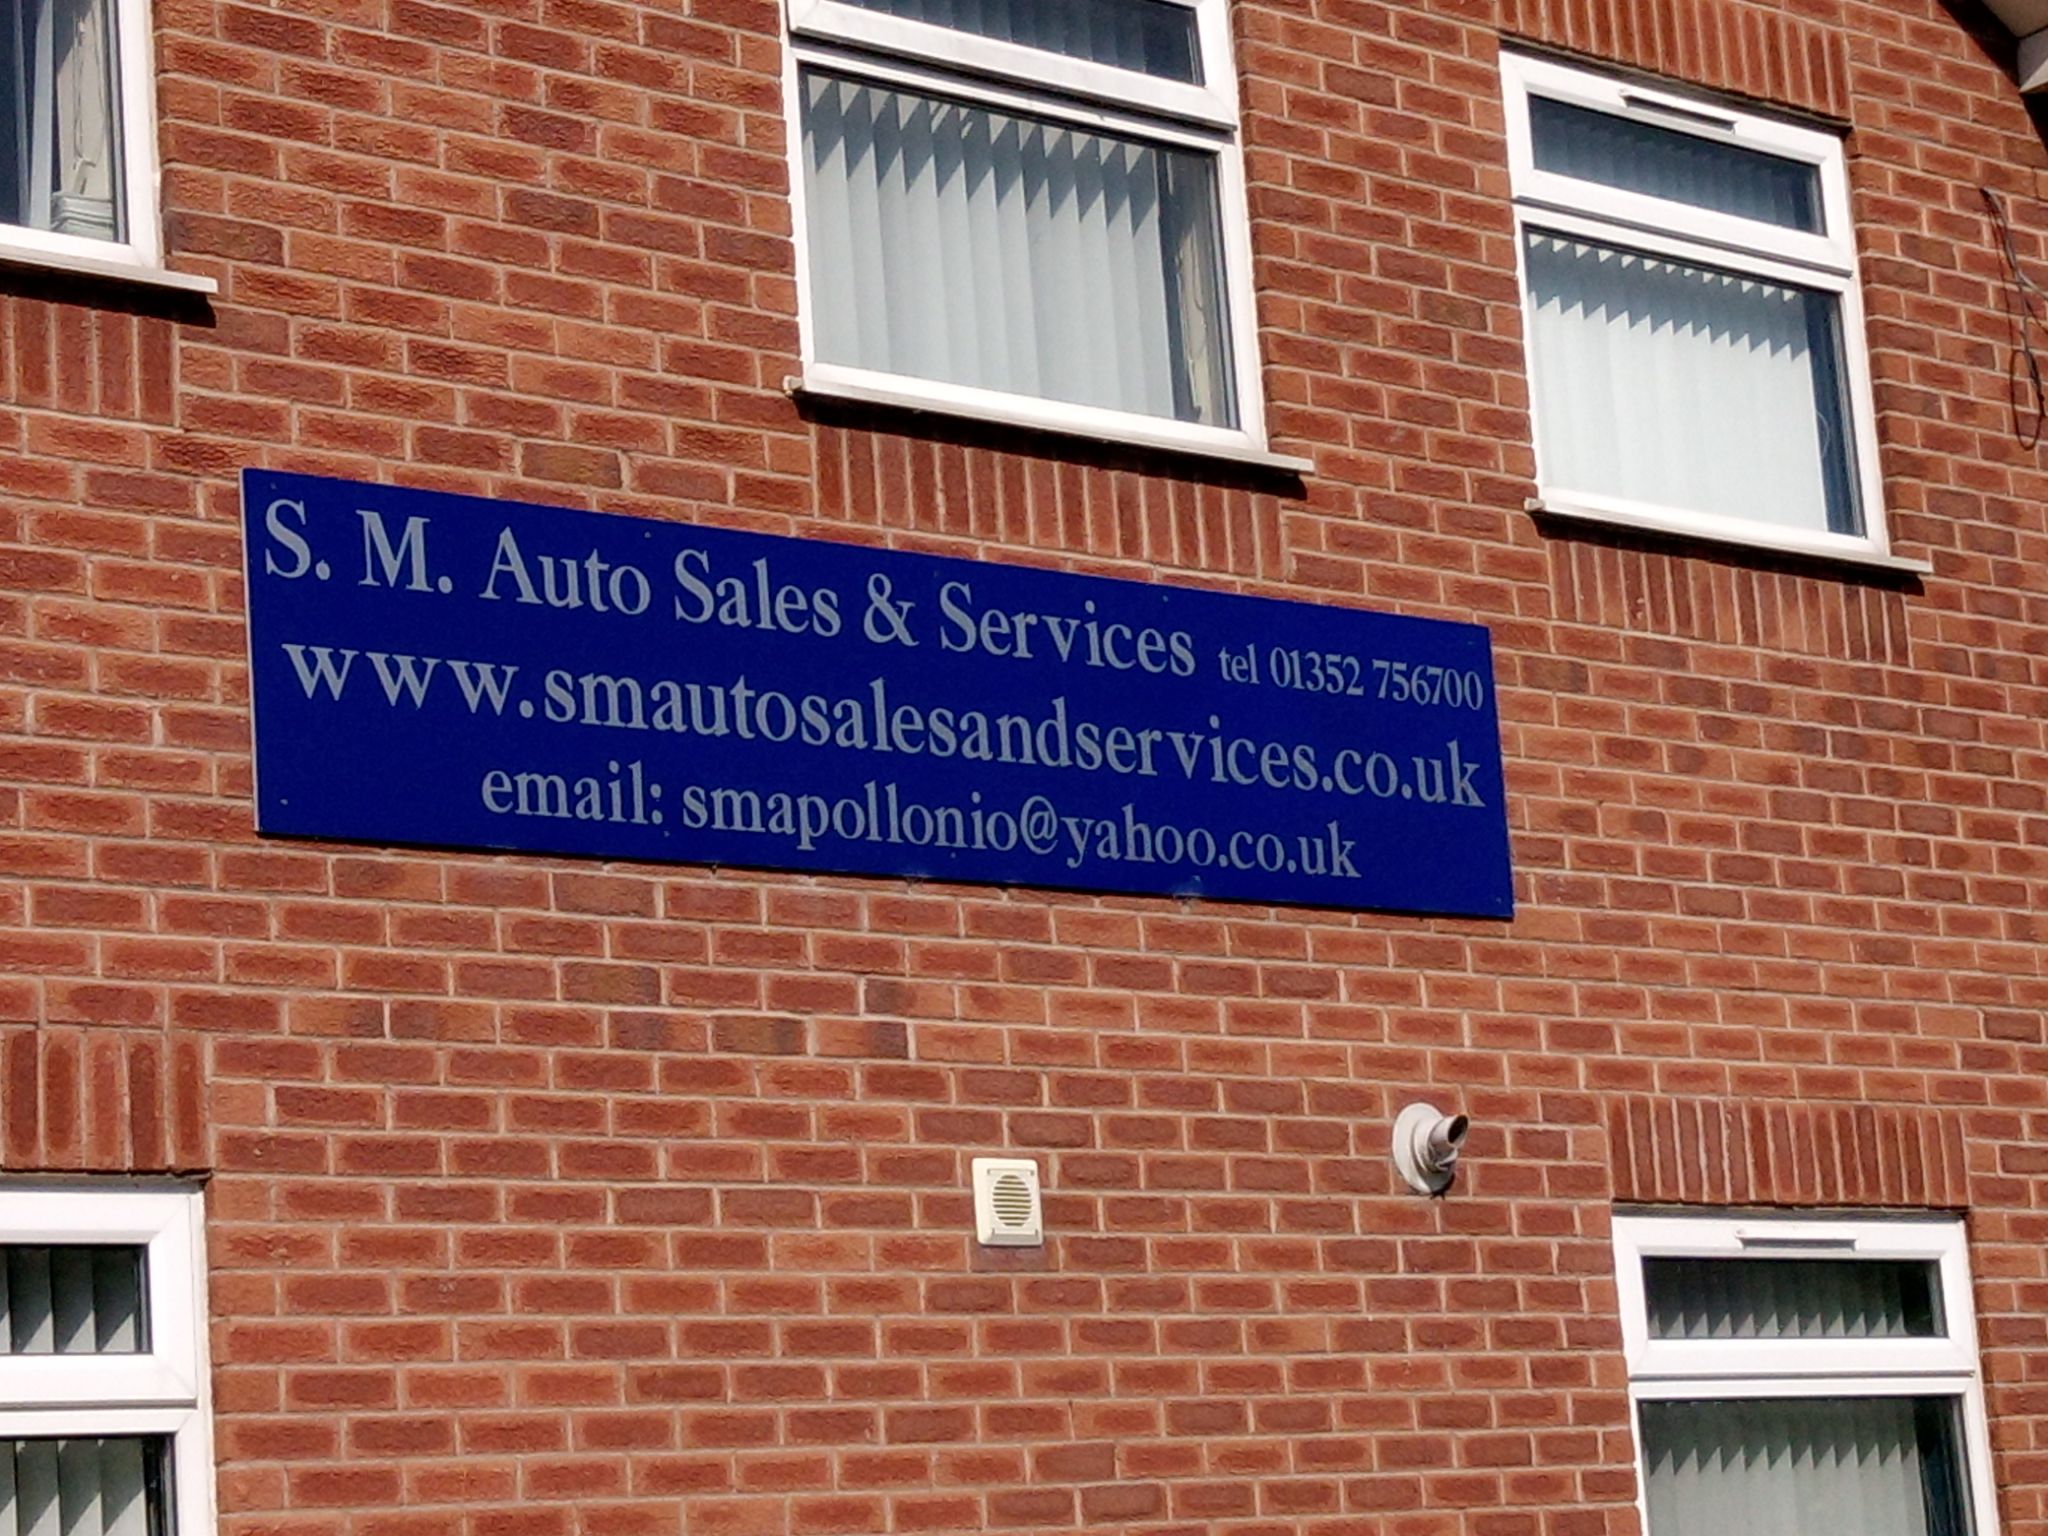 S. M. Auto Sales & Services tel 01352 756700
www.smautosalesandservices.co.uk
email: smapollonio@yahoo.co.uk